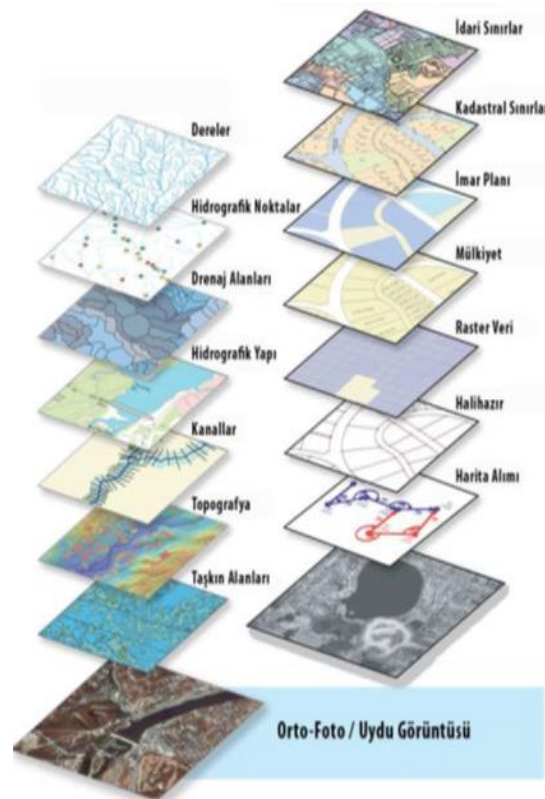 İdari Sınırlar
Kadastral Sınırlar
İmar Planı
Mülkiyet
Raster Veri
Halihazır
Harita Alımı
Dereler
Hidrografik Noktalar
Drenaj Alanları
Hidrografik Yapı
Kanallar
Topografya
Taşkın Alanları
Orto-Foto / Uydu Görüntüsü